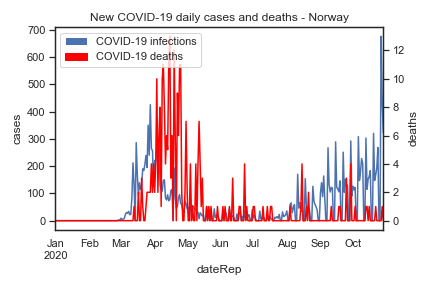 New COVID-19 daily cases and deaths - Norway
COVID-19 infections
COVID-19 deaths
700
600
500
400
300
200
100
0
cases
12
10
8
6
4
2
0
deaths
Jan Feb Mar Apr May Jun Jul Aug Sep Oct
2020
dateRep